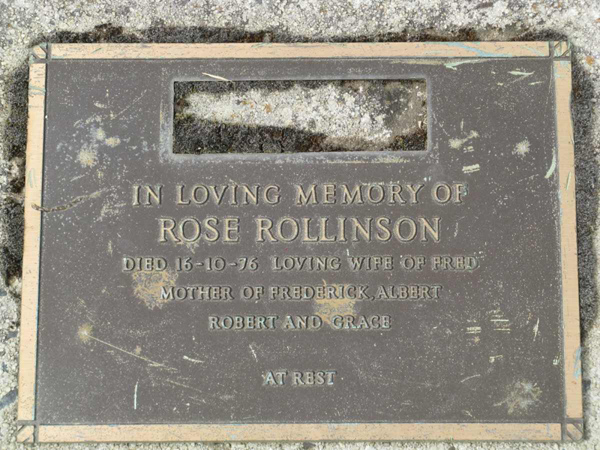 IN LOVING MEMORY OF
ROSE ROLLINSON
DIED 16-10-76 LOVING WIFE OF FRED
MOTHER OF FREDERICK, ALBERT
ROBERT AND GRACE
AT REST